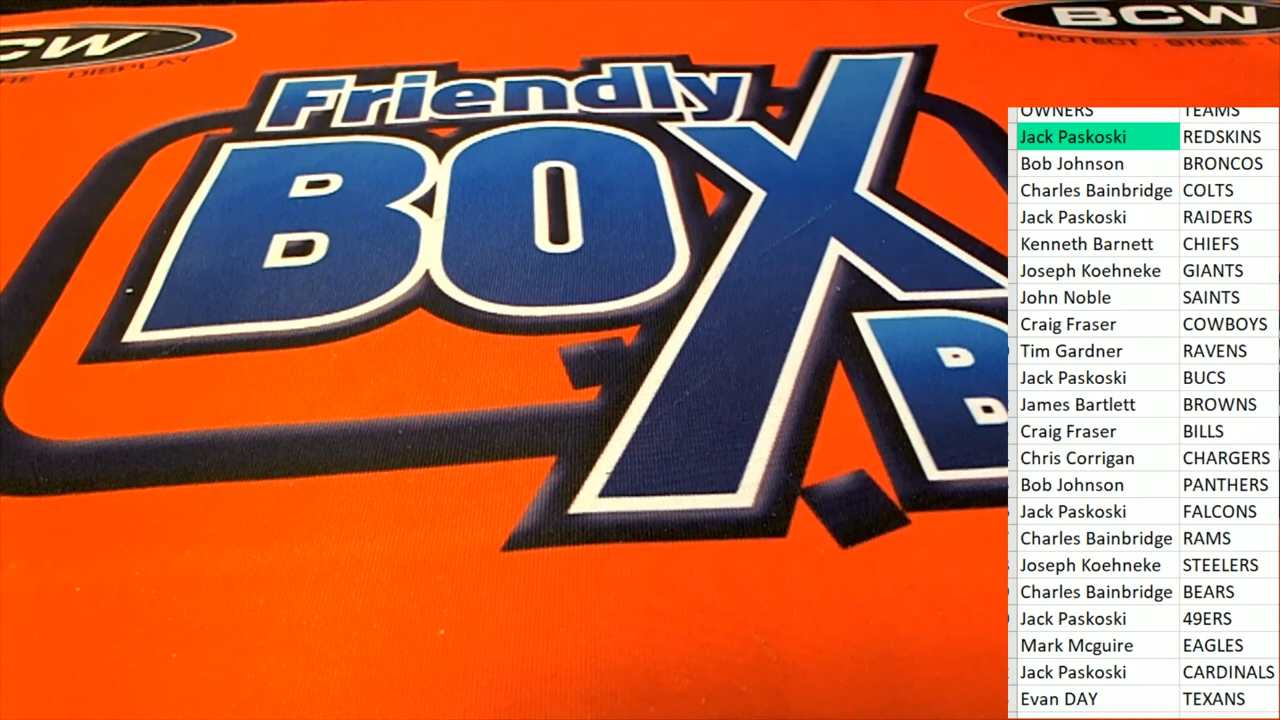 CW
RE DISPLAY
BCW
PROTECT · STORE ·
Friendly
BOX
B
OWNERS TEAMS
Jack Paskoski REDSKINS
Bob Johnson BRONCOS
Charles Bainbridge COLTS
Jack Paskoski RAIDERS
Kenneth Barnett CHIEFS
Joseph Koehneke GIANTS
John Noble SAINTS
Craig Fraser COWBOYS
Tim Gardner RAVENS
Jack Paskoski BUCS
James Bartlett BROWNS
Craig Fraser BILLS
Chris Corrigan CHARGERS
Bob Johnson PANTHERS
Jack Paskoski FALCONS
Charles Bainbridge RAMS
Joseph Koehneke STEELERS
Charles Bainbridge BEARS
Jack Paskoski 49ERS
Mark Mcguire EAGLES
Jack Paskoski CARDINALS
Evan DAY TEXANS